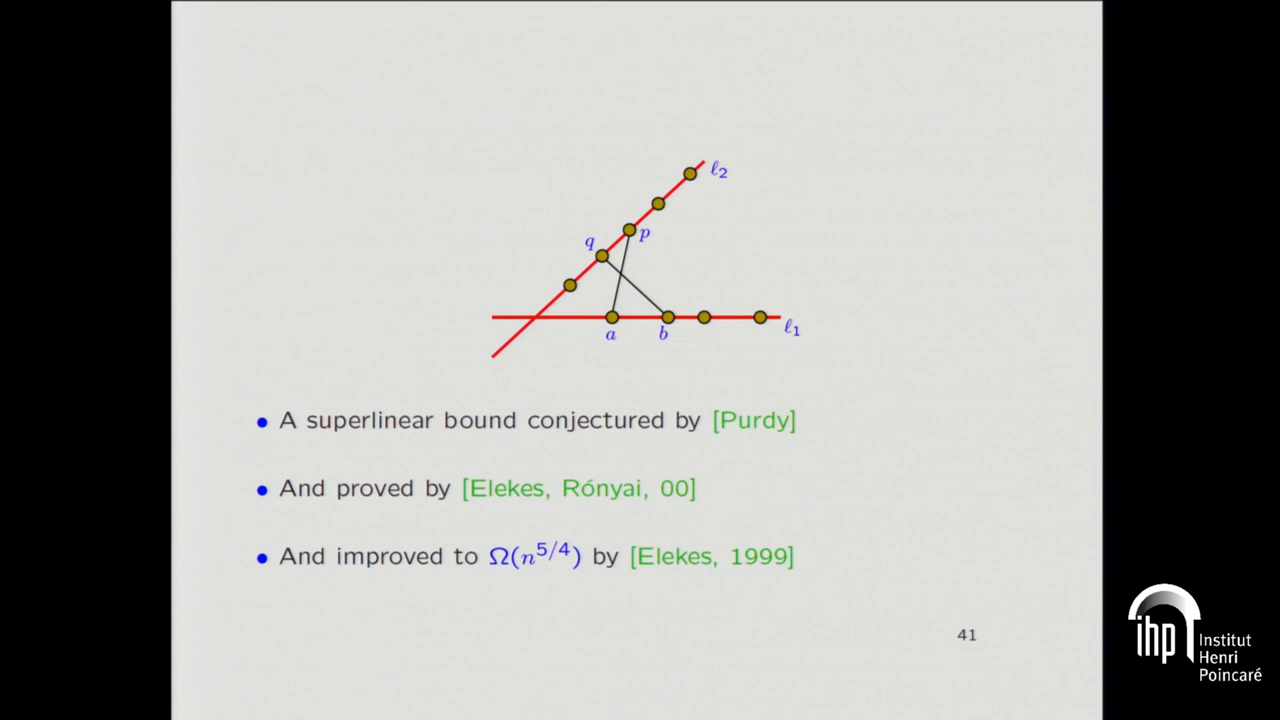 ℓ₂
q
p
a
b
ℓ₁
• A superlinear bound conjectured by [Purdy]
• And proved by [Elekes, Rónyai, 00]
• And improved to Ω(n^{5/4}) by [Elekes, 1999]
41
ihp Institut
Henri
Poincaré